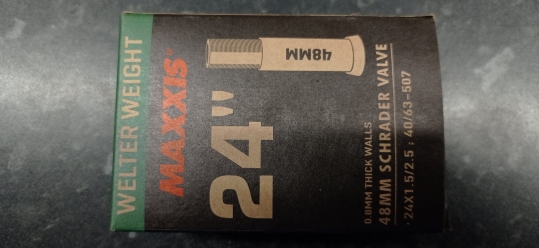 WELTER WEIGHT
MAXXIS
24"
48MM
0.8MM THICK WALLS
48MM SCHRADER VALVE
24X1.5/2.5 ; 40/63-507